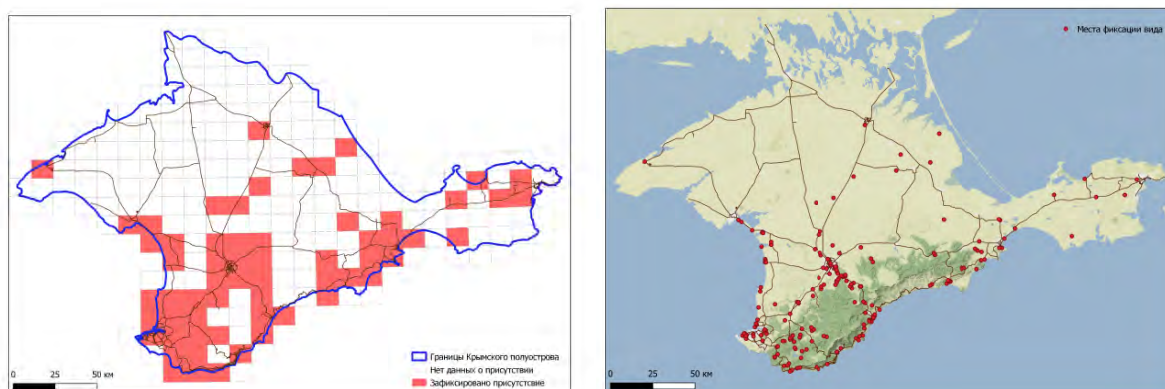 Границы Крымского полуострова
Нет данных о присутствии
Зафиксировано присутствие
0 25 50 км
Места фиксации вида
0 25 50 км